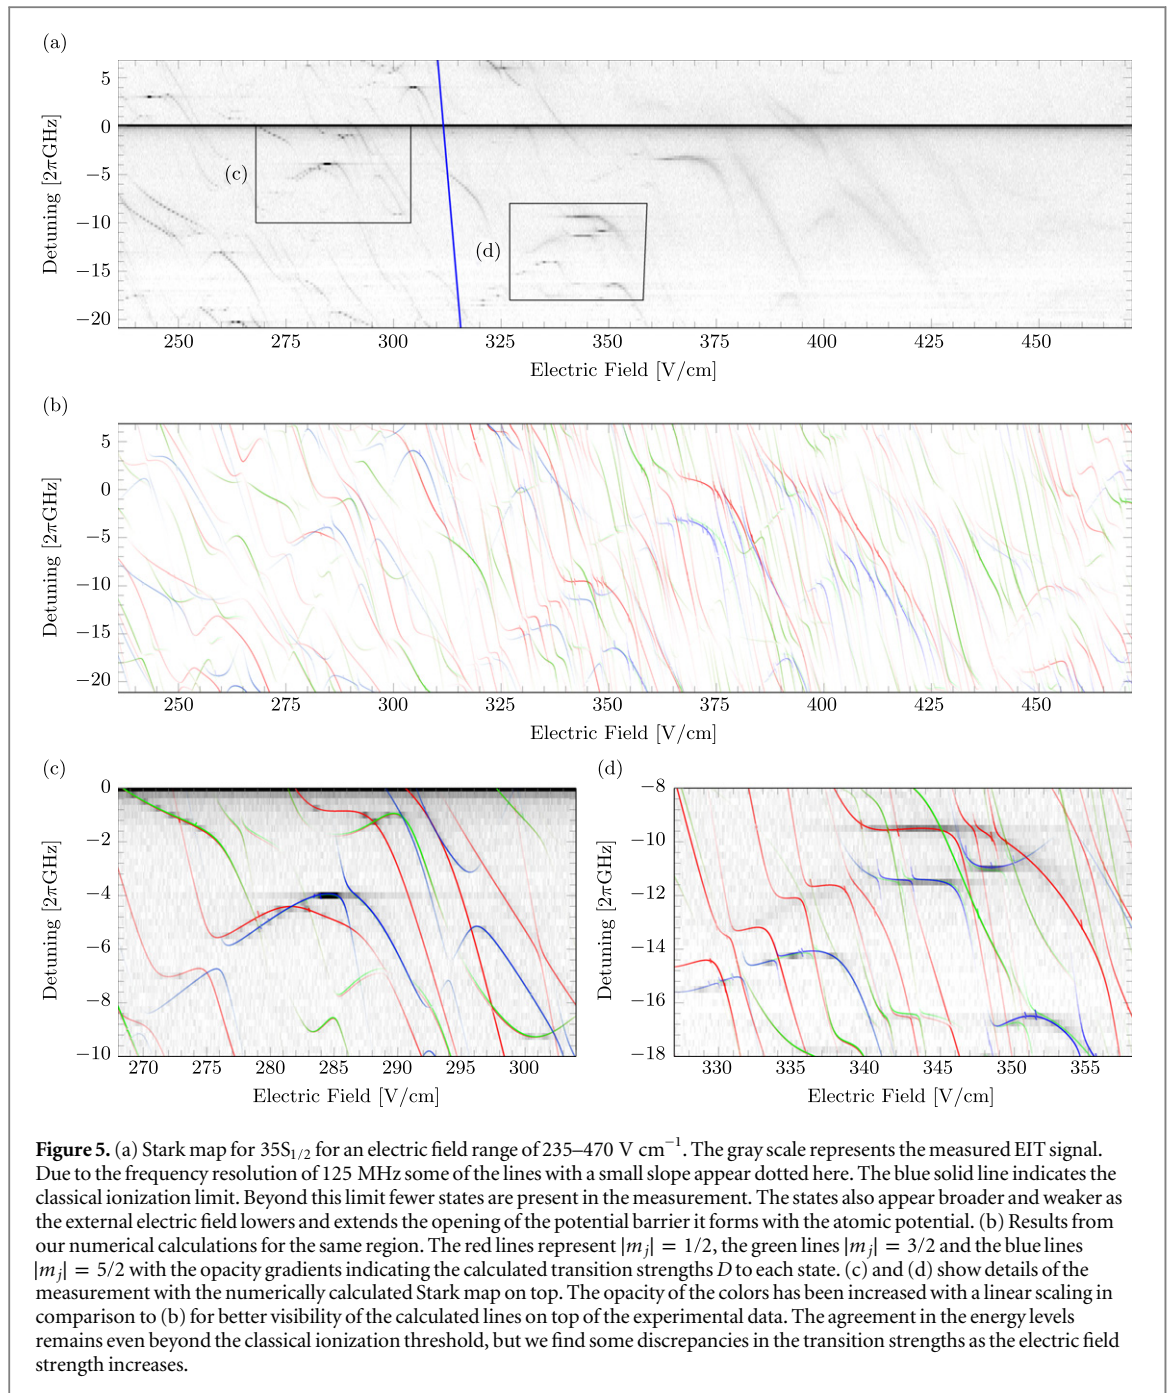 (a)
5
0
−5
−10
−15
−20
Detuning [2πGHz]
(c)
(d)
250 275 300 325 350 375 400 425 450
Electric Field [V/cm]
(b)
5
0
−5
−10
−15
−20
Detuning [2πGHz]
250 275 300 325 350 375 400 425 450
Electric Field [V/cm]
(c)
0
−2
−4
−6
−8
−10
Detuning [2πGHz]
270 275 280 285 290 295 300
Electric Field [V/cm]
(d)
−8
−10
−12
−14
−16
−18
Detuning [2πGHz]
330 335 340 345 350 355
Electric Field [V/cm]
Figure 5. (a) Stark map for 35S₁/₂ for an electric field range of 235–470 V cm⁻¹. The gray scale represents the measured EIT signal.
Due to the frequency resolution of 125 MHz some of the lines with a small slope appear dotted here. The blue solid line indicates the
classical ionization limit. Beyond this limit fewer states are present in the measurement. The states also appear broader and weaker as
the external electric field lowers and extends the opening of the potential barrier it forms with the atomic potential. (b) Results from
our numerical calculations for the same region. The red lines represent |mⱼ| = 1/2, the green lines |mⱼ| = 3/2 and the blue lines
|mⱼ| = 5/2 with the opacity gradients indicating the calculated transition strengths D to each state. (c) and (d) show details of the
measurement with the numerically calculated Stark map on top. The opacity of the colors has been increased with a linear scaling in
comparison to (b) for better visibility of the calculated lines on top of the experimental data. The agreement in the energy levels
remains even beyond the classical ionization threshold, but we find some discrepancies in the transition strengths as the electric field
strength increases.